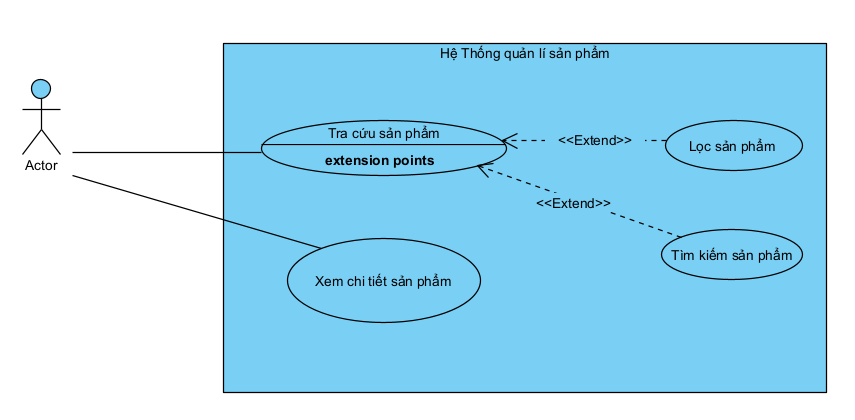 Hệ Thống quản lí sản phẩm
Actor
Tra cứu sản phẩm
extension points
<<Extend>>
Lọc sản phẩm
<<Extend>>
Tìm kiếm sản phẩm
Xem chi tiết sản phẩm